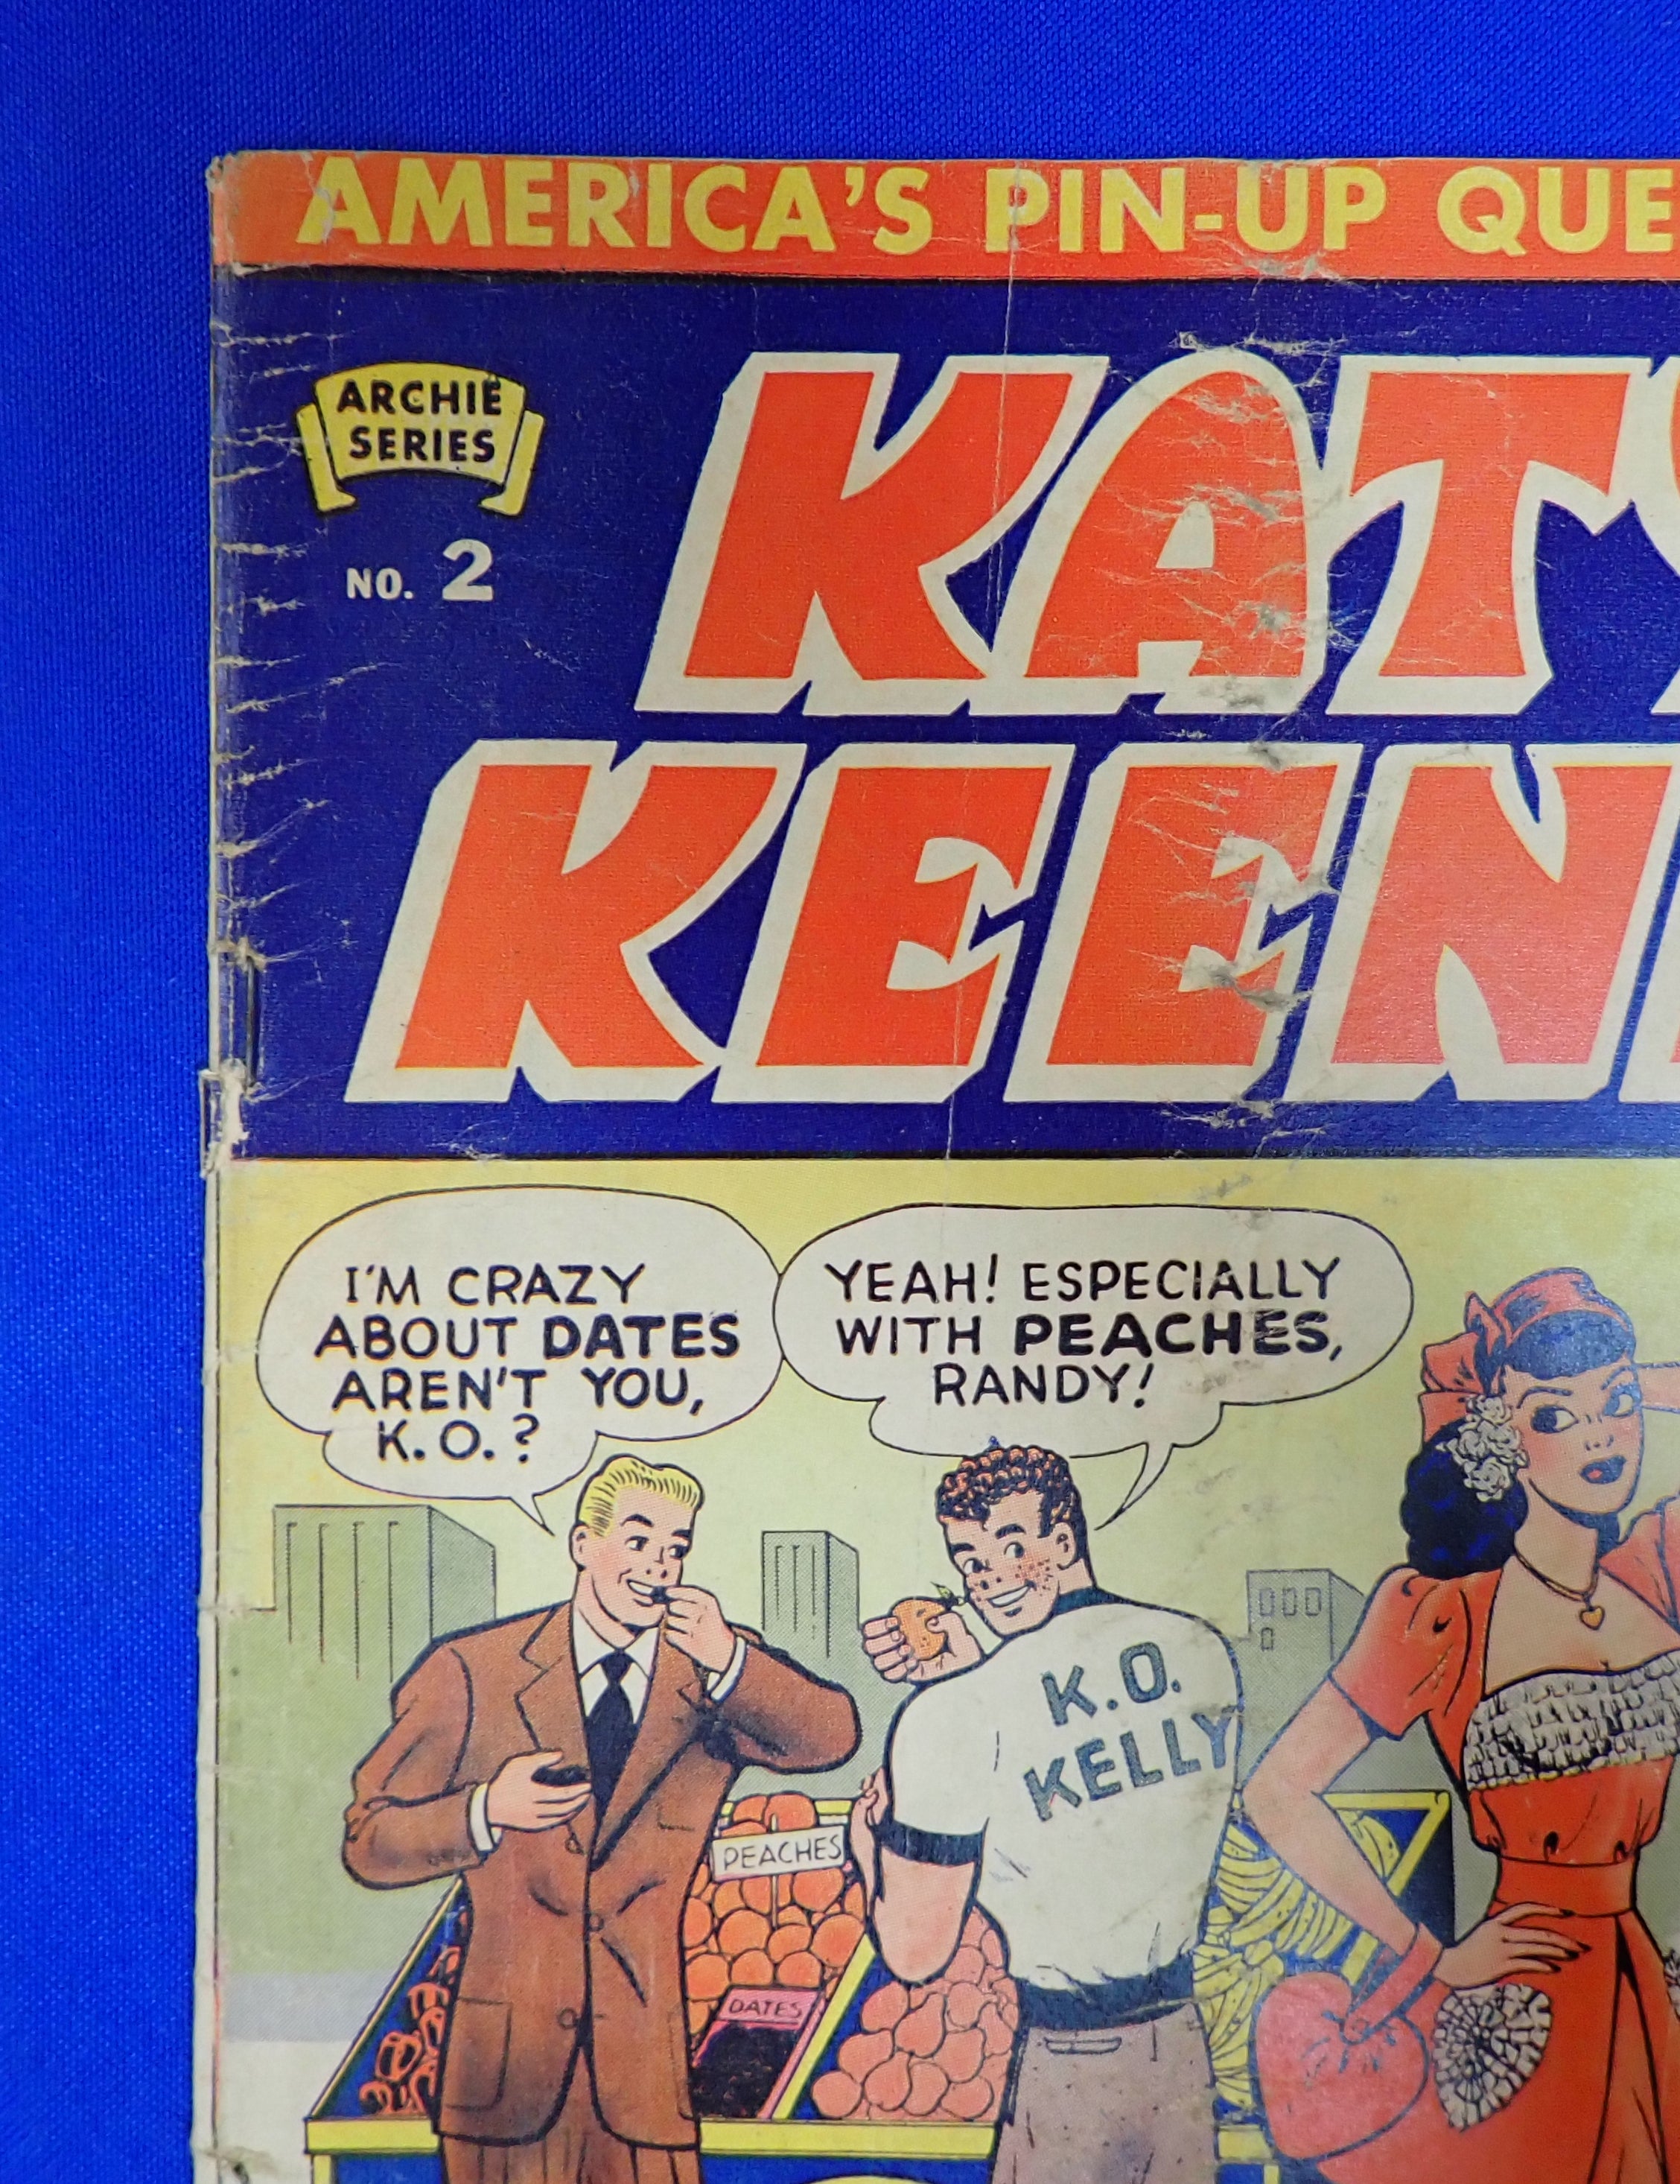 AMERICA'S PIN-UP QUE
ARCHIE
SERIES
NO. 2
KATY
KEEN
I'M CRAZY
ABOUT DATES
AREN'T YOU,
K.O.?
YEAH! ESPECIALLY
WITH PEACHES,
RANDY!
K.O.
KELLY
PEACHES
DATES